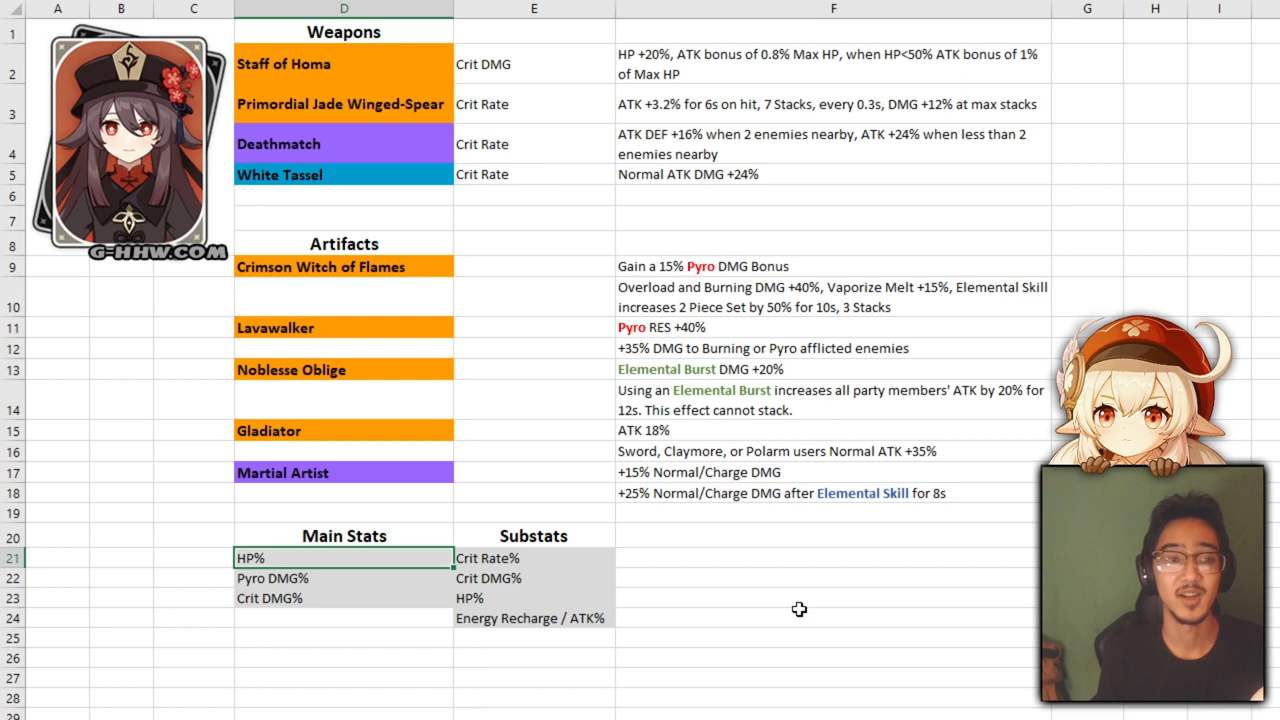 A B C D E F G H I
1 Weapons
2 Staff of Homa Crit DMG HP +20%, ATK bonus of 0.8% Max HP, when HP<50% ATK bonus of 1%
of Max HP
3 Primordial Jade Winged-Spear Crit Rate ATK +3.2% for 6s on hit, 7 Stacks, every 0.3s, DMG +12% at max stacks
4 Deathmatch Crit Rate ATK DEF +16% when 2 enemies nearby, ATK +24% when less than 2
enemies nearby
5 White Tassel Crit Rate Normal ATK DMG +24%
6
7
G-HHW.COM
8 Artifacts
9 Crimson Witch of Flames Gain a 15% Pyro DMG Bonus
10 Overload and Burning DMG +40%, Vaporize Melt +15%, Elemental Skill
increases 2 Piece Set by 50% for 10s, 3 Stacks
11 Lavawalker Pyro RES +40%
12 +35% DMG to Burning or Pyro afflicted enemies
13 Noblesse Oblige Elemental Burst DMG +20%
14 Using an Elemental Burst increases all party members' ATK by 20% for
12s. This effect cannot stack.
15 Gladiator ATK 18%
16 Sword, Claymore, or Polarm users Normal ATK +35%
17 Martial Artist +15% Normal/Charge DMG
18 +25% Normal/Charge DMG after Elemental Skill for 8s
19
20 Main Stats Substats
21 HP% Crit Rate%
22 Pyro DMG% Crit DMG%
23 Crit DMG% HP%
24 Energy Recharge / ATK%
25
26
27
28
29